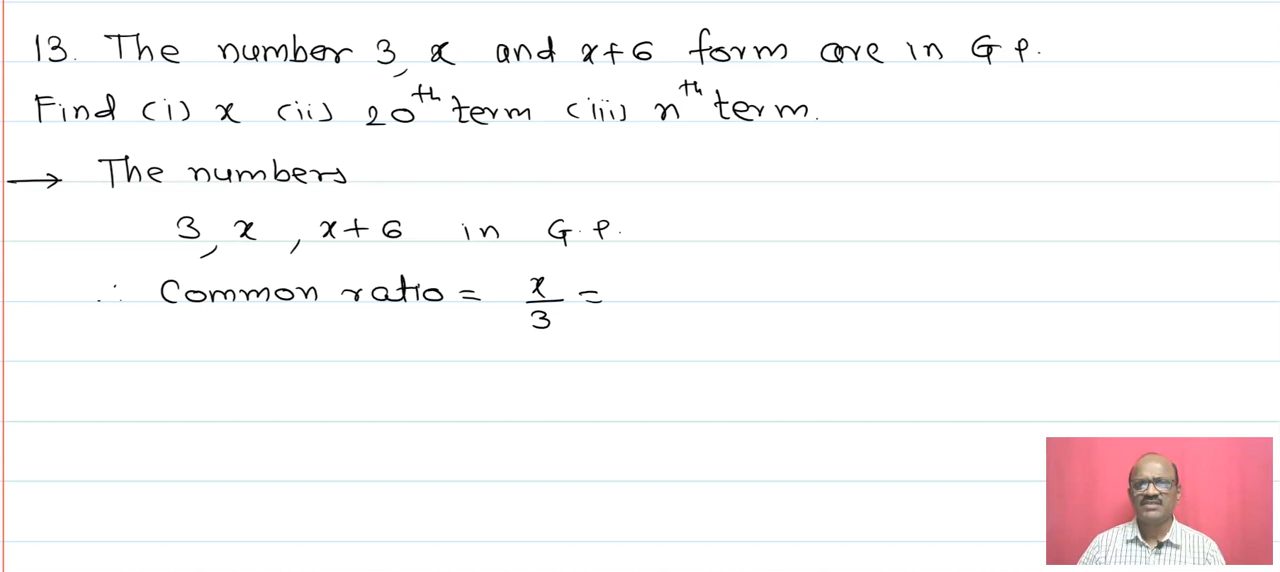 13. The number 3, x and x+6 form are in G P.
Find (i) x (ii) 20th term (iii) nth term.
→ The numbers
3, x, x+6 in G.P.
∴ Common ratio = x/3 =